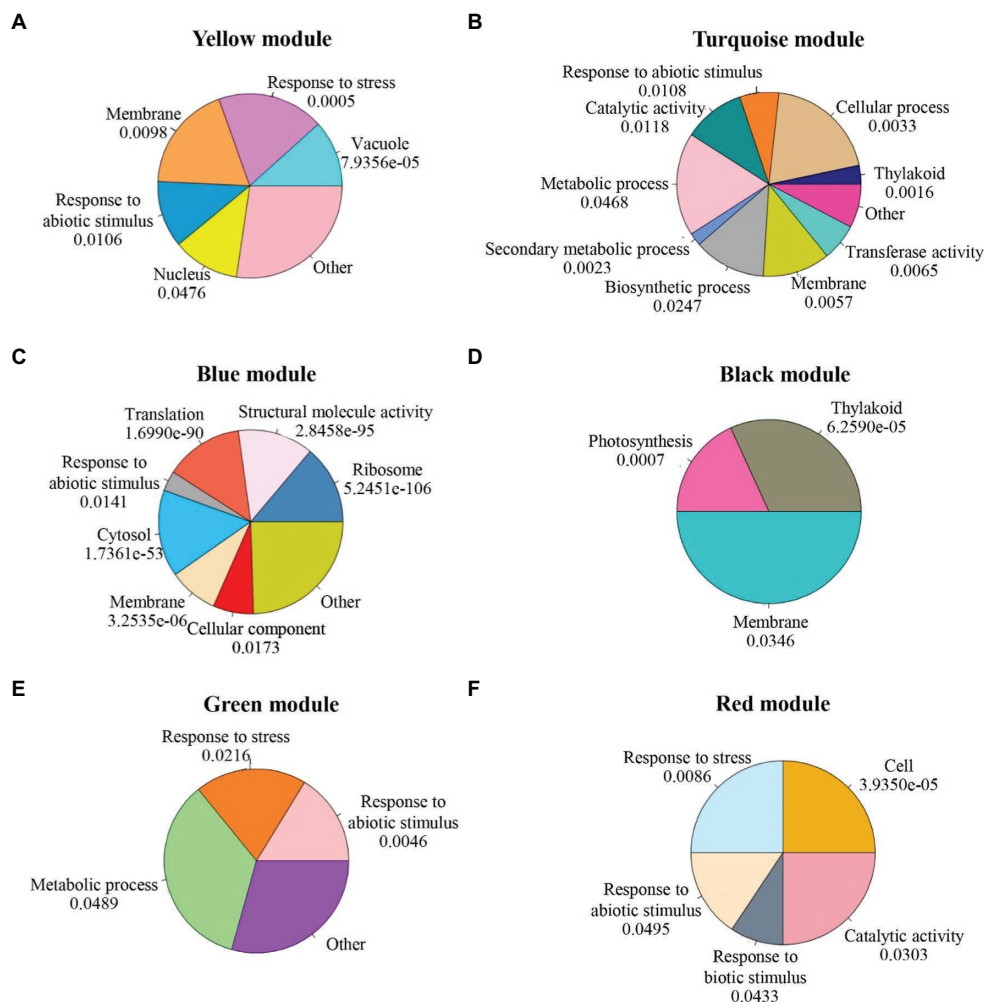 A
Yellow module
Response to stress
0.0005
Membrane
0.0098
Vacuole
7.9356e-05
Response to
abiotic stimulus
0.0106
Nucleus
0.0476
Other
B
Turquoise module
Response to abiotic stimulus
0.0108
Catalytic activity
0.0118
Cellular process
0.0033
Metabolic process
0.0468
Thylakoid
0.0016
Other
Secondary metabolic process
0.0023
Transferase activity
0.0065
Biosynthetic process
0.0247
Membrane
0.0057
C
Blue module
Translation
1.6990e-90
Structural molecule activity
2.8458e-95
Response to
abiotic stimulus
0.0141
Ribosome
5.2451e-106
Cytosol
1.7361e-53
Membrane
3.2535e-06
Other
Cellular component
0.0173
D
Black module
Thylakoid
6.2590e-05
Photosynthesis
0.0007
Membrane
0.0346
E
Green module
Response to stress
0.0216
Response to
abiotic stimulus
0.0046
Metabolic process
0.0489
Other
F
Red module
Response to stress
0.0086
Cell
3.9350e-05
Response to
abiotic stimulus
0.0495
Catalytic activity
0.0303
Response to
biotic stimulus
0.0433